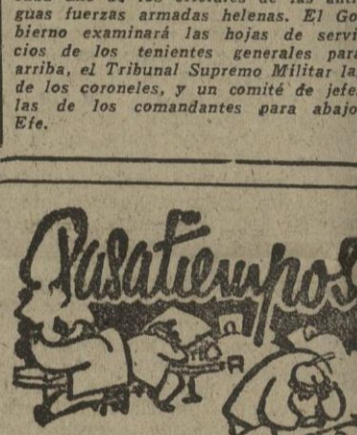 guas fuerzas armadas helenas. El Go
bierno examinará las hojas de servi
cios de los tenientes generales para
arriba, el Tribunal Supremo Militar la
de los coroneles, y un comité de jefe
las de los comandantes para abajo
Efe.
Pasatiempos